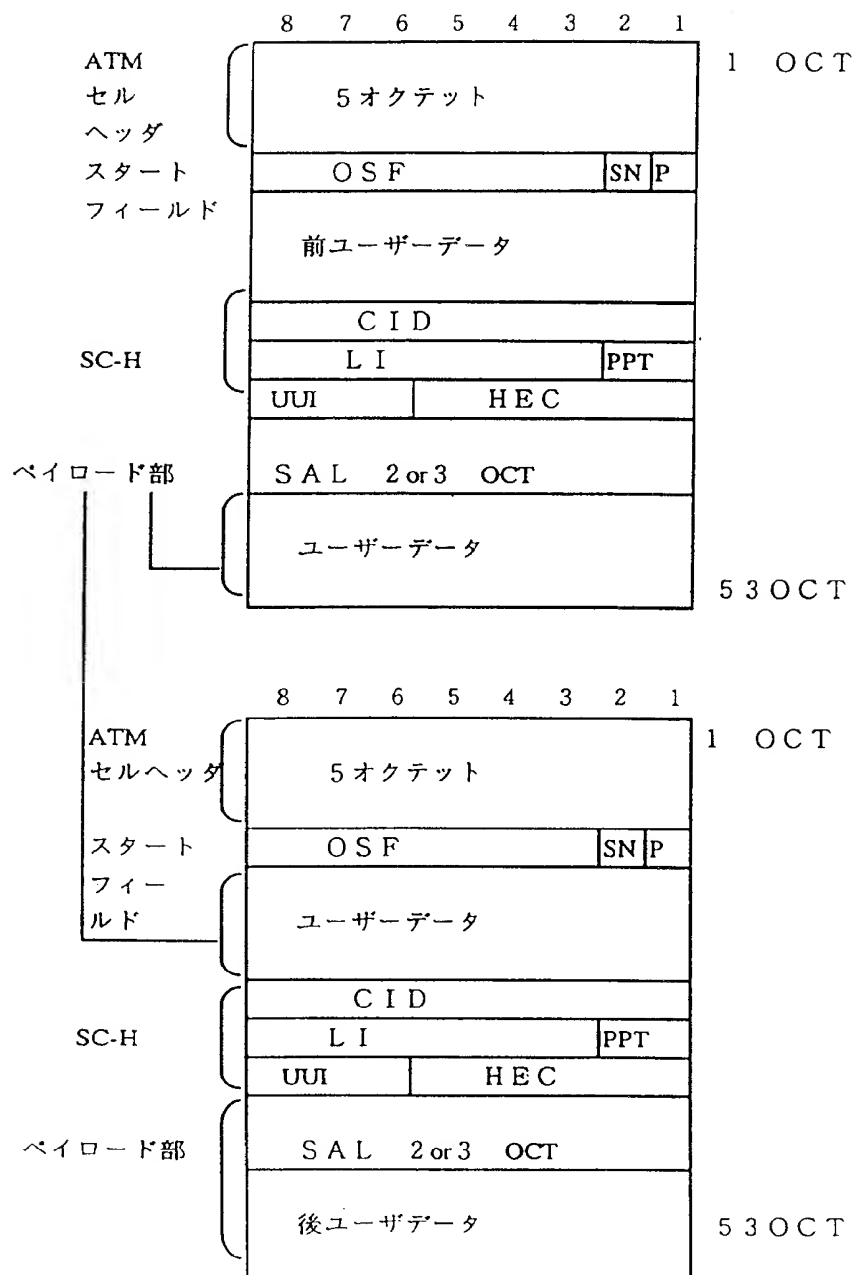 8 7 6 5 4 3 2 1
ATM 1 OCT
セル 5オクテット
ヘッダ
スタート OSF SN P
フィールド
前ユーザーデータ
CID
SC-H LI PPT
UUI HEC
ペイロード部 SAL 2 or 3 OCT
ユーザーデータ
53OCT
8 7 6 5 4 3 2 1
ATM 1 OCT
セルヘッダ 5オクテット
スタート OSF SN P
フィー
ルド ユーザーデータ
CID
SC-H LI PPT
UUI HEC
ペイロード部 SAL 2 or 3 OCT
後ユーザデータ 53OCT